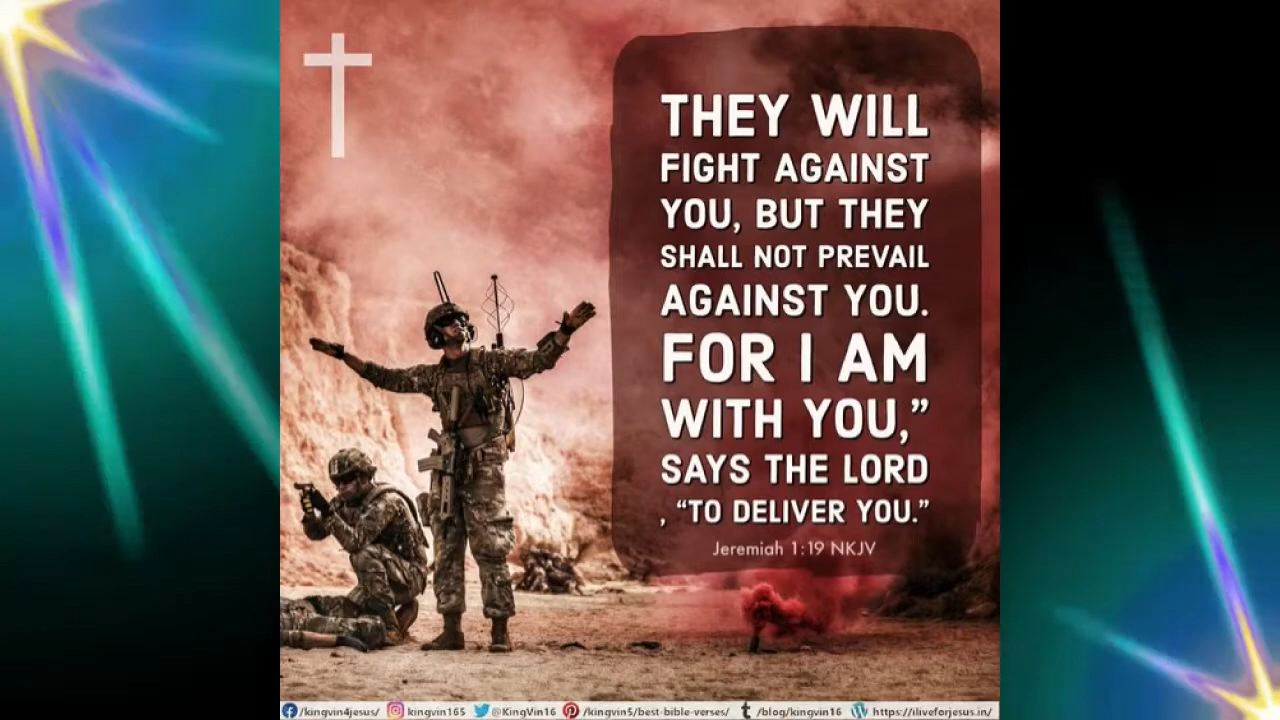 THEY WILL
FIGHT AGAINST
YOU, BUT THEY
SHALL NOT PREVAIL
AGAINST YOU.
FOR I AM
WITH YOU,”
SAYS THE LORD
, “TO DELIVER YOU.”
Jeremiah 1:19 NKJV
/kingvin4jesus/ kingvin165 @KingVin16 /kingvin5/best-bible-verses/ /blog/kingvin16 https://iliveforjesus.in/